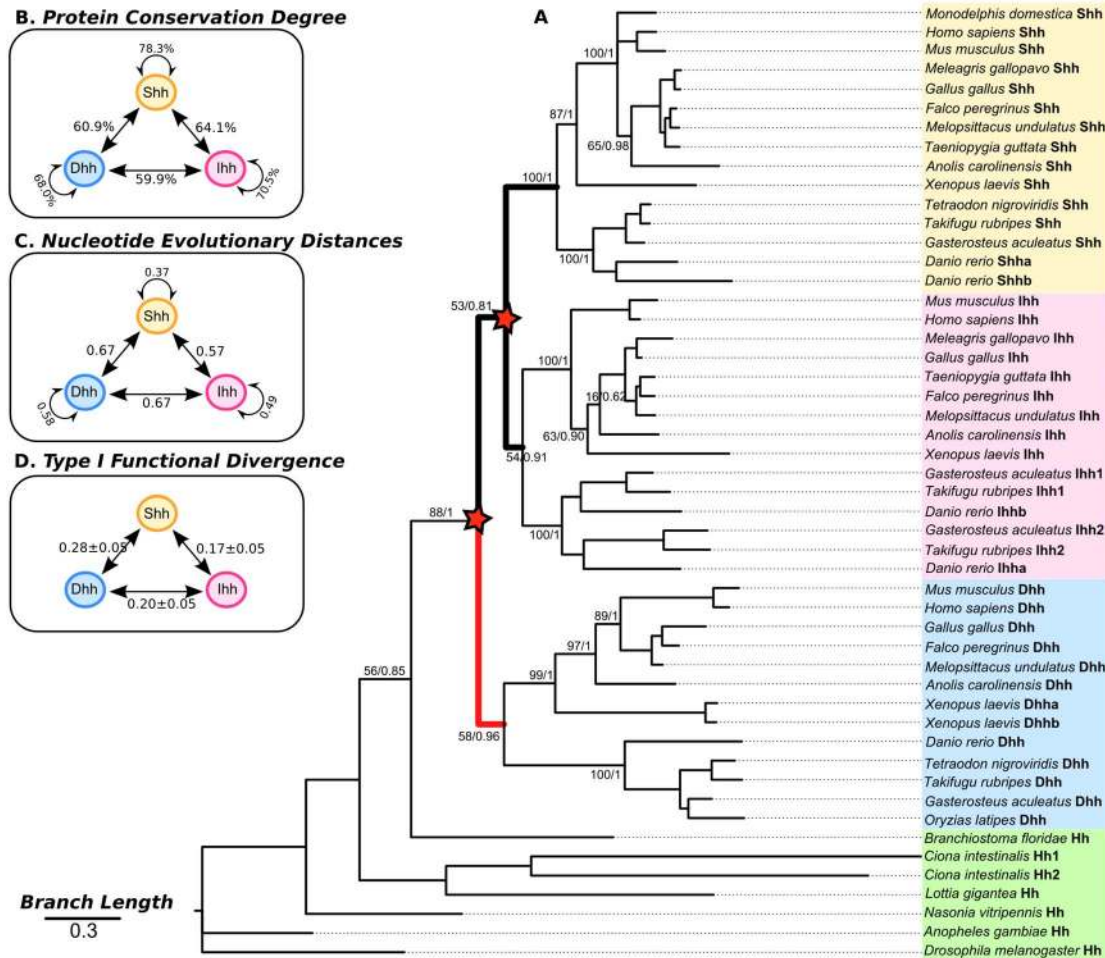 B. Protein Conservation Degree
78.3%
Shh
60.9%
64.1%
Dhh
Ihh
59.9%
68.0%
70.5%
C. Nucleotide Evolutionary Distances
0.37
Shh
0.67
0.57
Dhh
Ihh
0.67
0.58
0.49
D. Type I Functional Divergence
Shh
0.28±0.05
0.17±0.05
Dhh
Ihh
0.20±0.05
A
Monodelphis domestica Shh
Homo sapiens Shh
Mus musculus Shh
Meleagris gallopavo Shh
Gallus gallus Shh
Falco peregrinus Shh
Melopsittacus undulatus Shh
Taeniopygia guttata Shh
Anolis carolinensis Shh
Xenopus laevis Shh
Tetraodon nigroviridis Shh
Takifugu rubripes Shh
Gasterosteus aculeatus Shh
Danio rerio Shha
Danio rerio Shhb
Mus musculus Ihh
Homo sapiens Ihh
Meleagris gallopavo Ihh
Gallus gallus Ihh
Taeniopygia guttata Ihh
Falco peregrinus Ihh
Melopsittacus undulatus Ihh
Anolis carolinensis Ihh
Xenopus laevis Ihh
Gasterosteus aculeatus Ihh1
Takifugu rubripes Ihh1
Danio rerio Ihhb
Gasterosteus aculeatus Ihh2
Takifugu rubripes Ihh2
Danio rerio Ihha
Mus musculus Dhh
Homo sapiens Dhh
Gallus gallus Dhh
Falco peregrinus Dhh
Melopsittacus undulatus Dhh
Anolis carolinensis Dhh
Xenopus laevis Dhha
Xenopus laevis Dhhb
Danio rerio Dhh
Tetraodon nigroviridis Dhh
Takifugu rubripes Dhh
Gasterosteus aculeatus Dhh
Oryzias latipes Dhh
Branchiostoma floridae Hh
Ciona intestinalis Hh1
Ciona intestinalis Hh2
Lottia gigantea Hh
Nasonia vitripennis Hh
Anopheles gambiae Hh
Drosophila melanogaster Hh
100/1
87/1
65/0.98
100/1
100/1
53/0.81
100/1
16/0.62
63/0.90
54/0.91
100/1
88/1
89/1
97/1
99/1
56/0.85
58/0.96
100/1
Branch Length
0.3